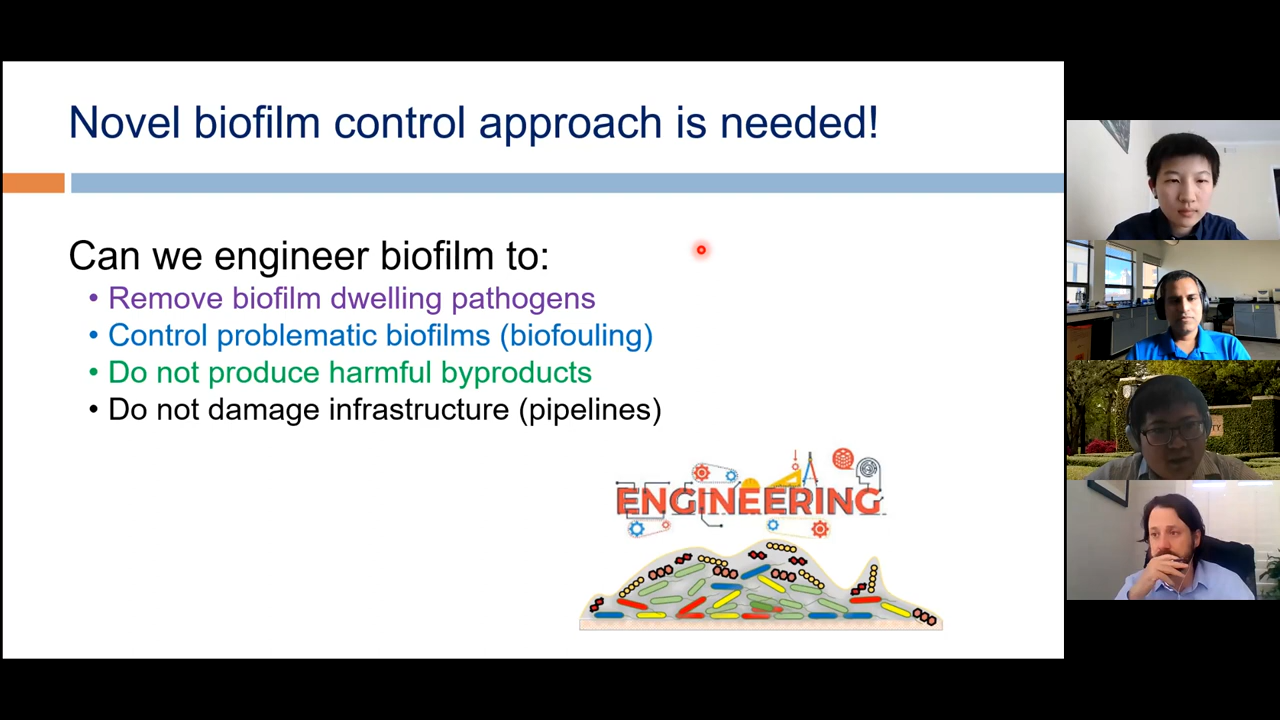 Novel biofilm control approach is needed!
Can we engineer biofilm to:
• Remove biofilm dwelling pathogens
• Control problematic biofilms (biofouling)
• Do not produce harmful byproducts
• Do not damage infrastructure (pipelines)
ENGINEERING